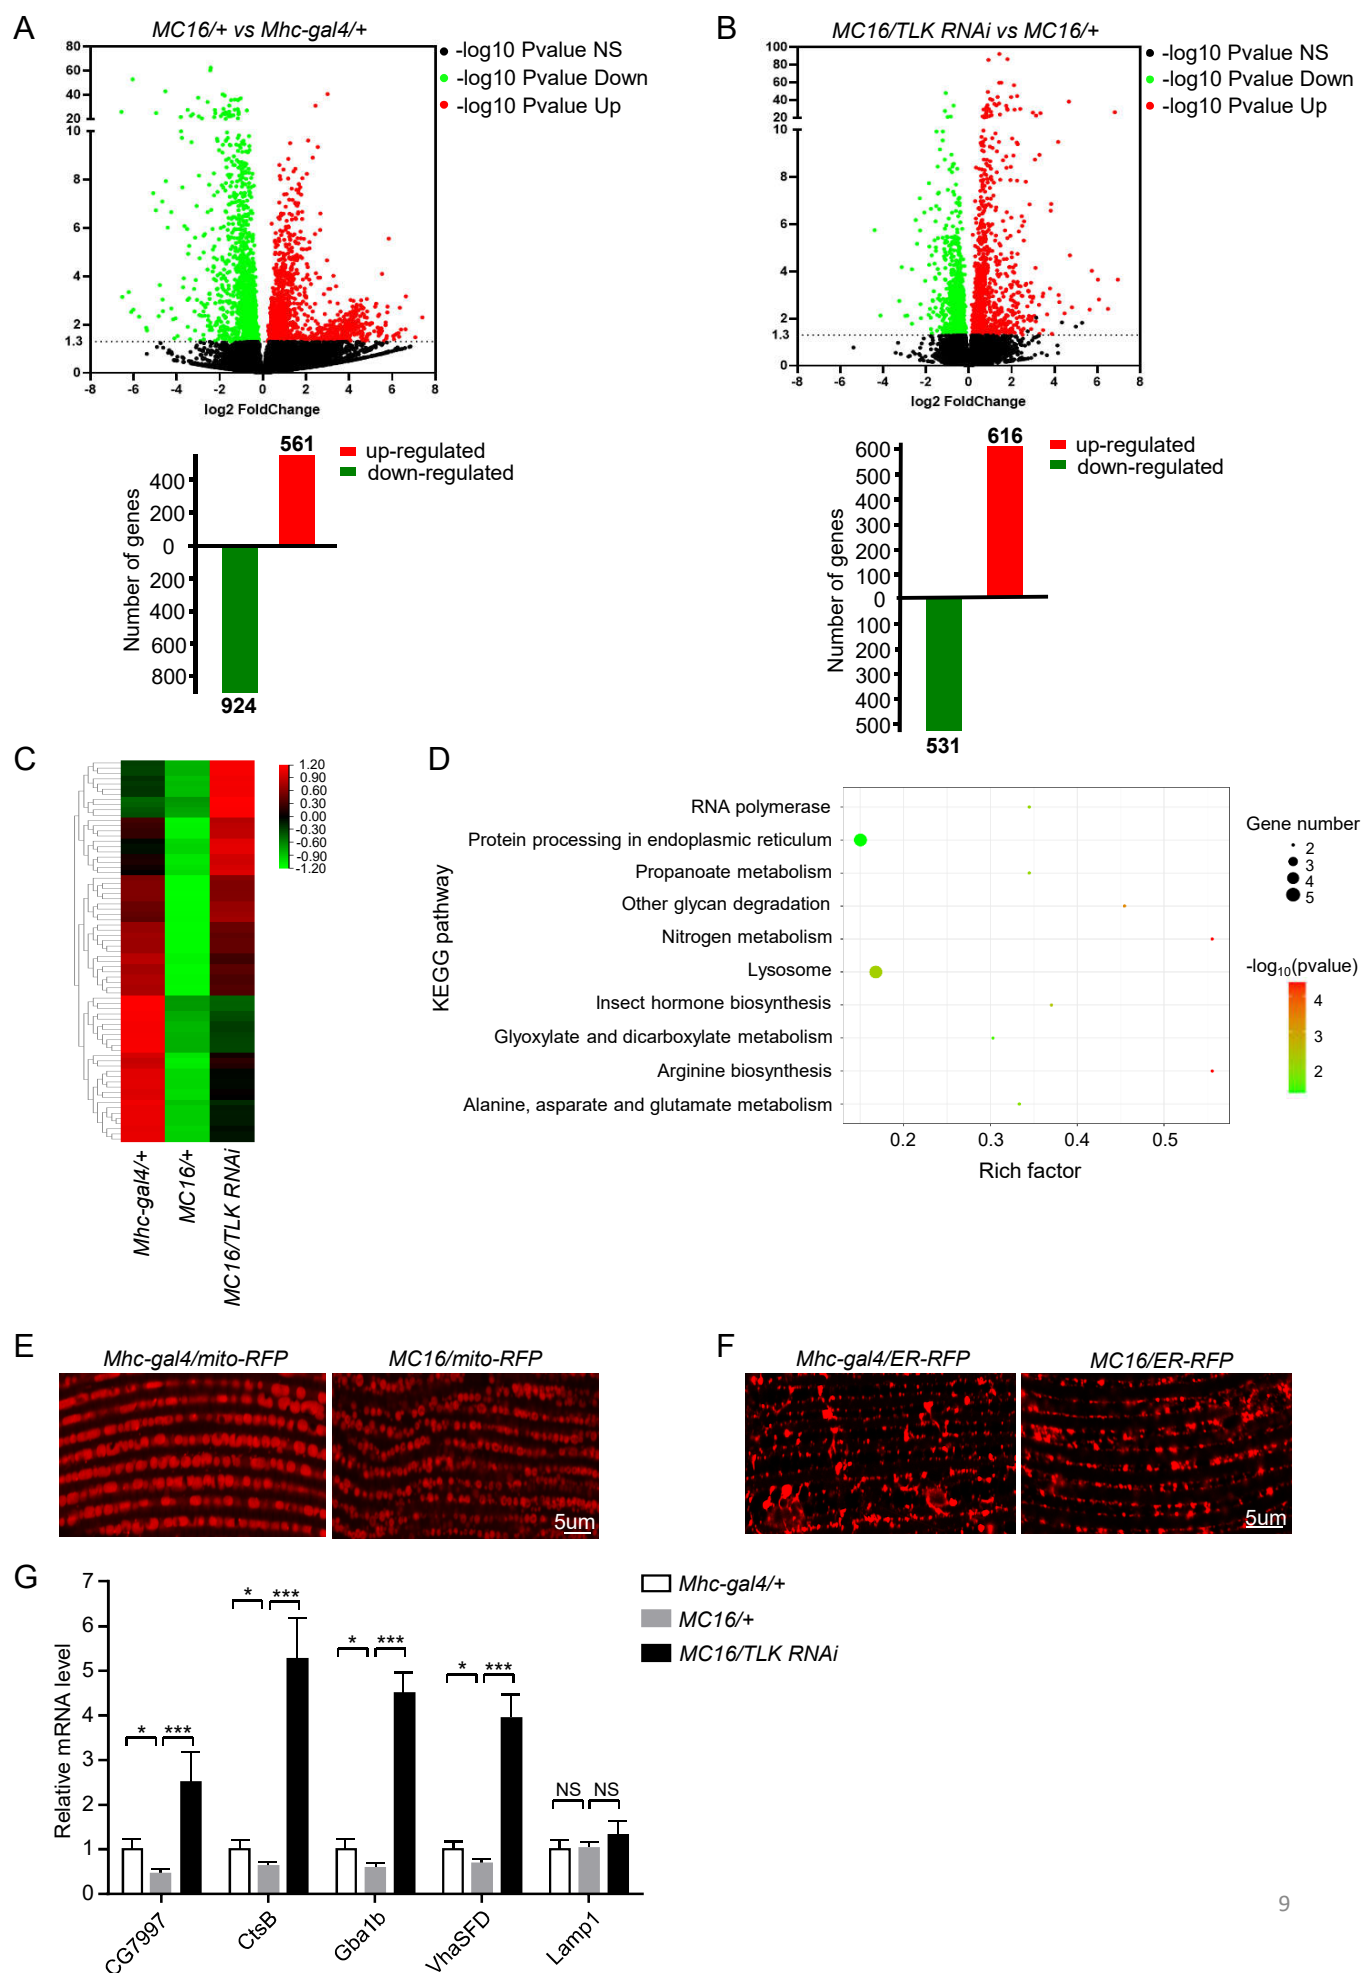 A
MC16/+ vs Mhc-gal4/+
-log10 Pvalue NS
-log10 Pvalue Down
-log10 Pvalue Up
80
60
40
20
10
8
6
4
2
1.3
0
-8 -6 -4 -2 0 2 4 6 8
log2 FoldChange
561
up-regulated
down-regulated
Number of genes
400
200
0
200
400
600
800
924
B
MC16/TLK RNAi vs MC16/+
-log10 Pvalue NS
-log10 Pvalue Down
-log10 Pvalue Up
100
80
60
40
20
10
8
6
4
2
1.3
0
-8 -6 -4 -2 0 2 4 6 8
log2 FoldChange
616
up-regulated
down-regulated
Number of genes
600
500
400
300
200
100
0
100
200
300
400
500
531
C
1.20
0.90
0.60
0.30
0.00
-0.30
-0.60
-0.90
-1.20
Mhc-gal4/+
MC16/+
MC16/TLK RNAi
D
KEGG pathway
RNA polymerase
Protein processing in endoplasmic reticulum
Propanoate metabolism
Other glycan degradation
Nitrogen metabolism
Lysosome
Insect hormone biosynthesis
Glyoxylate and dicarboxylate metabolism
Arginine biosynthesis
Alanine, asparate and glutamate metabolism
0.2 0.3 0.4 0.5
Rich factor
Gene number
2
3
4
5
-log10(pvalue)
4
3
2
E
Mhc-gal4/mito-RFP
MC16/mito-RFP
5um
F
Mhc-gal4/ER-RFP
MC16/ER-RFP
5um
G
Relative mRNA level
7
6
5
4
3
2
1
0
* ***
* ***
* ***
* ***
NS NS
CG7997
CtsB
Gba1b
VhaSFD
Lamp1
Mhc-gal4/+
MC16/+
MC16/TLK RNAi
9